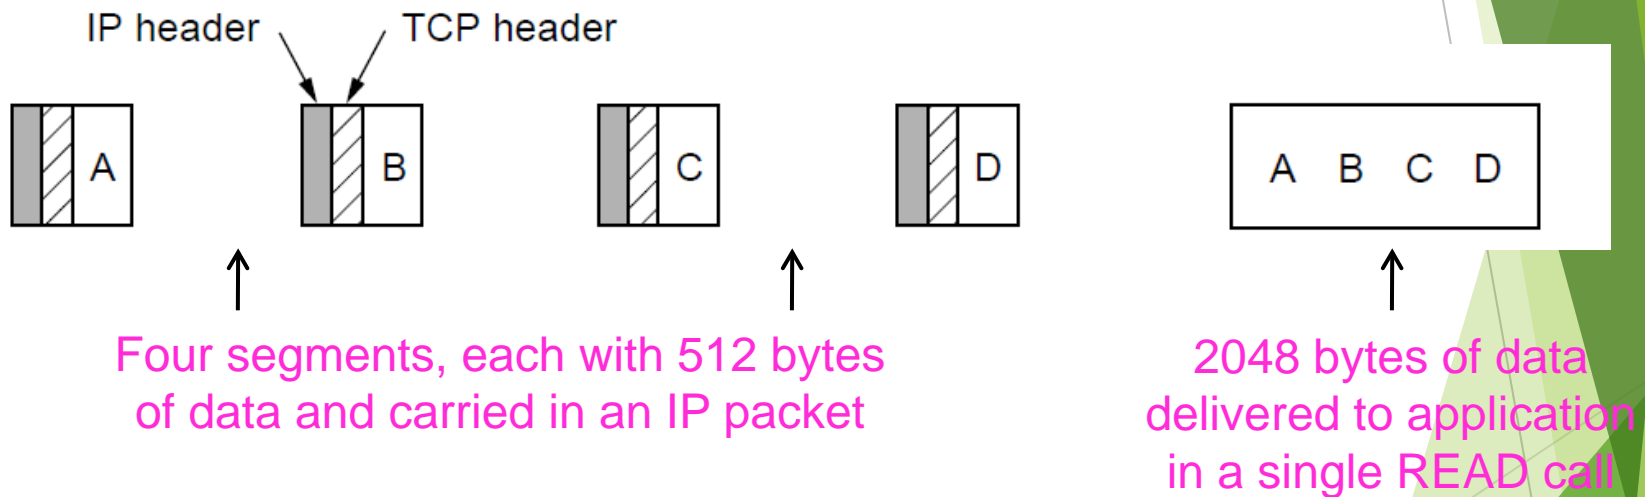 IP header TCP header
A B C D A B C D
Four segments, each with 512 bytes
of data and carried in an IP packet
2048 bytes of data
delivered to application
in a single READ call